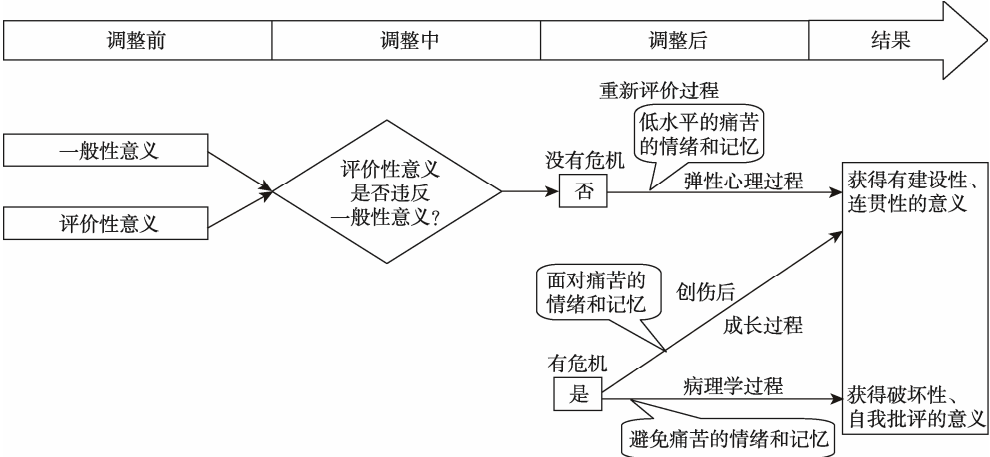 调整前
调整中
调整后
结果
重新评价过程
低水平的痛苦
的情绪和记忆
一般性意义
评价性意义
评价性意义
是否违反
一般性意义?
没有危机
否
弹性心理过程
获得有建设性、
连贯性的意义
面对痛苦的
情绪和记忆
创伤后
成长过程
有危机
是
病理学过程
获得破坏性、
自我批评的意义
避免痛苦的情绪和记忆